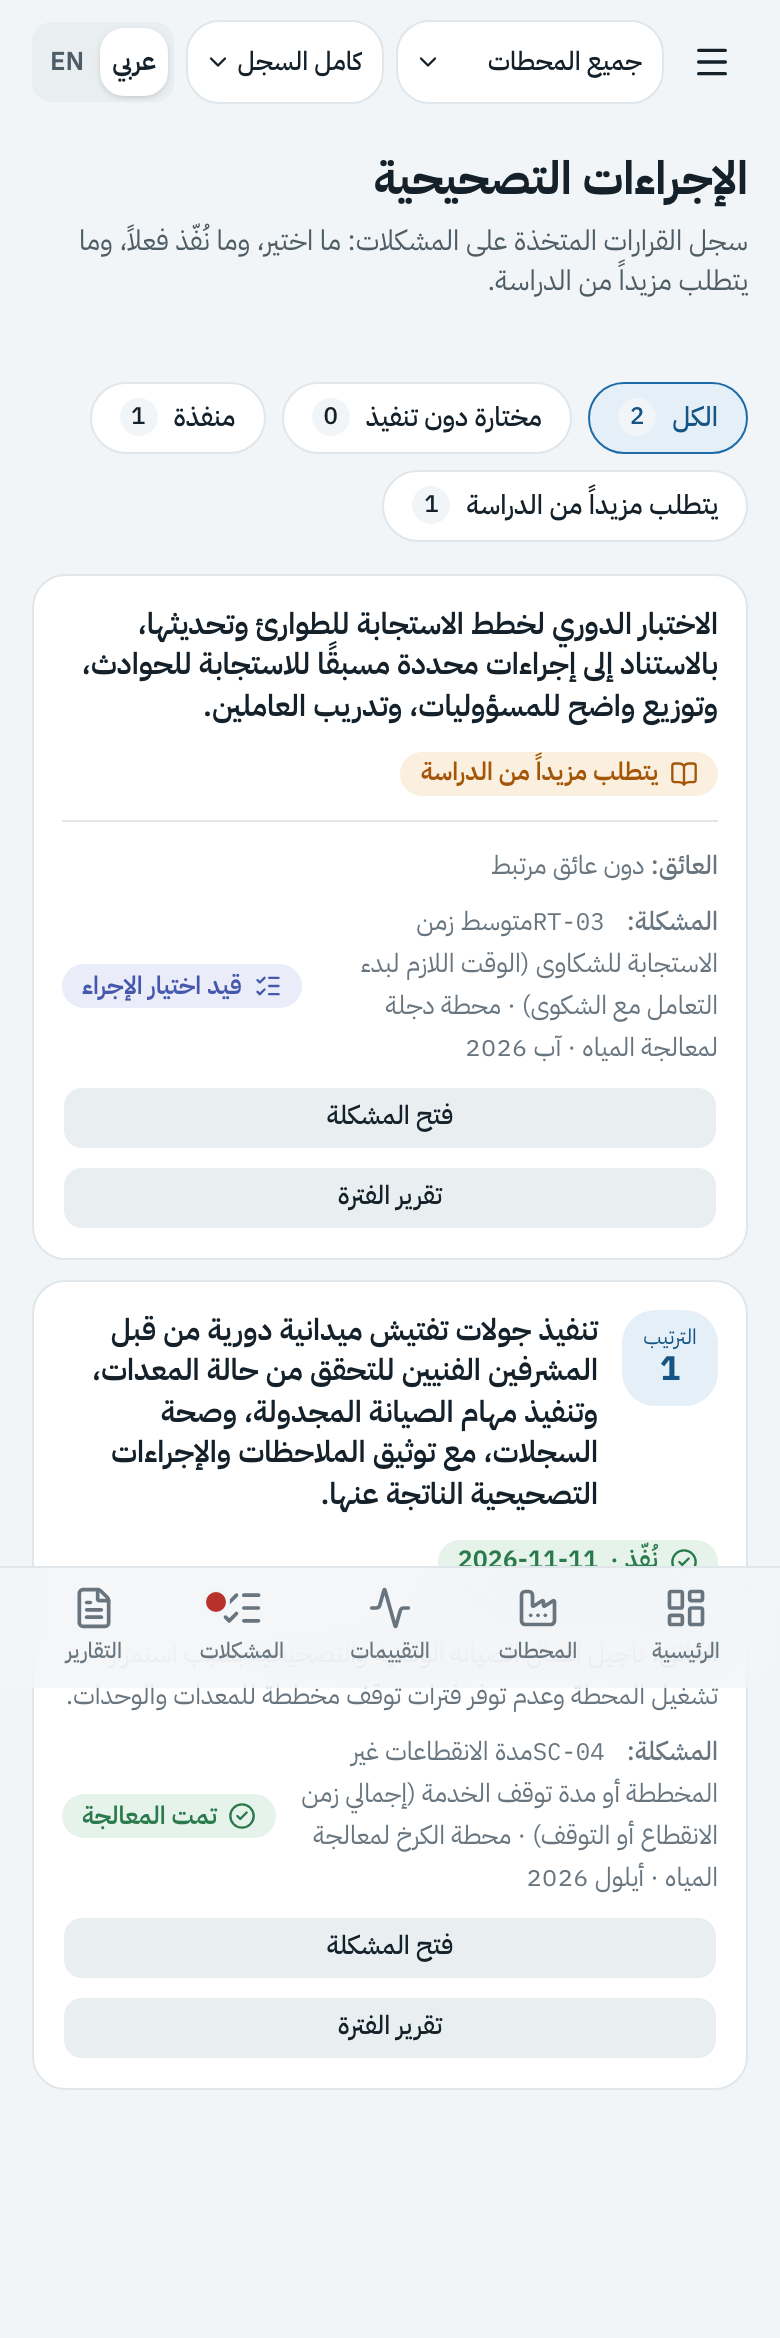 جميع المحطات
كامل السجل
عربي
EN
الإجراءات التصحيحية
سجل القرارات المتخذة على المشكلات: ما اختير، وما نُفّذ فعلاً، وما
يتطلب مزيداً من الدراسة.
الكل 2
مختارة دون تنفيذ 0
منفذة 1
يتطلب مزيداً من الدراسة 1
الاختبار الدوري لخطط الاستجابة للطوارئ وتحديثها،
بالاستناد إلى إجراءات محددة مسبقًا للاستجابة للحوادث،
وتوزيع واضح للمسؤوليات، وتدريب العاملين.
يتطلب مزيداً من الدراسة
العائق: دون عائق مرتبط
المشكلة: RT-03متوسط زمن
الاستجابة للشكاوى (الوقت اللازم لبدء
التعامل مع الشكوى) · محطة دجلة
لمعالجة المياه · آب 2026
قيد اختيار الإجراء
فتح المشكلة
تقرير الفترة
الترتيب
1
تنفيذ جولات تفتيش ميدانية دورية من قبل
المشرفين الفنيين للتحقق من حالة المعدات،
وتنفيذ مهام الصيانة المجدولة، وصحة
السجلات، مع توثيق الملاحظات والإجراءات
التصحيحية الناتجة عنها.
نُفّذ · 2026-11-11
الرئيسية
المحطات
التقييمات
المشكلات
التقارير
تشغيل المحطة وعدم توفر فترات توقف مخططة للمعدات والوحدات.
المشكلة: SC-04مدة الانقطاعات غير
المخططة أو مدة توقف الخدمة (إجمالي زمن
الانقطاع أو التوقف) · محطة الكرخ لمعالجة
المياه · أيلول 2026
تمت المعالجة
فتح المشكلة
تقرير الفترة